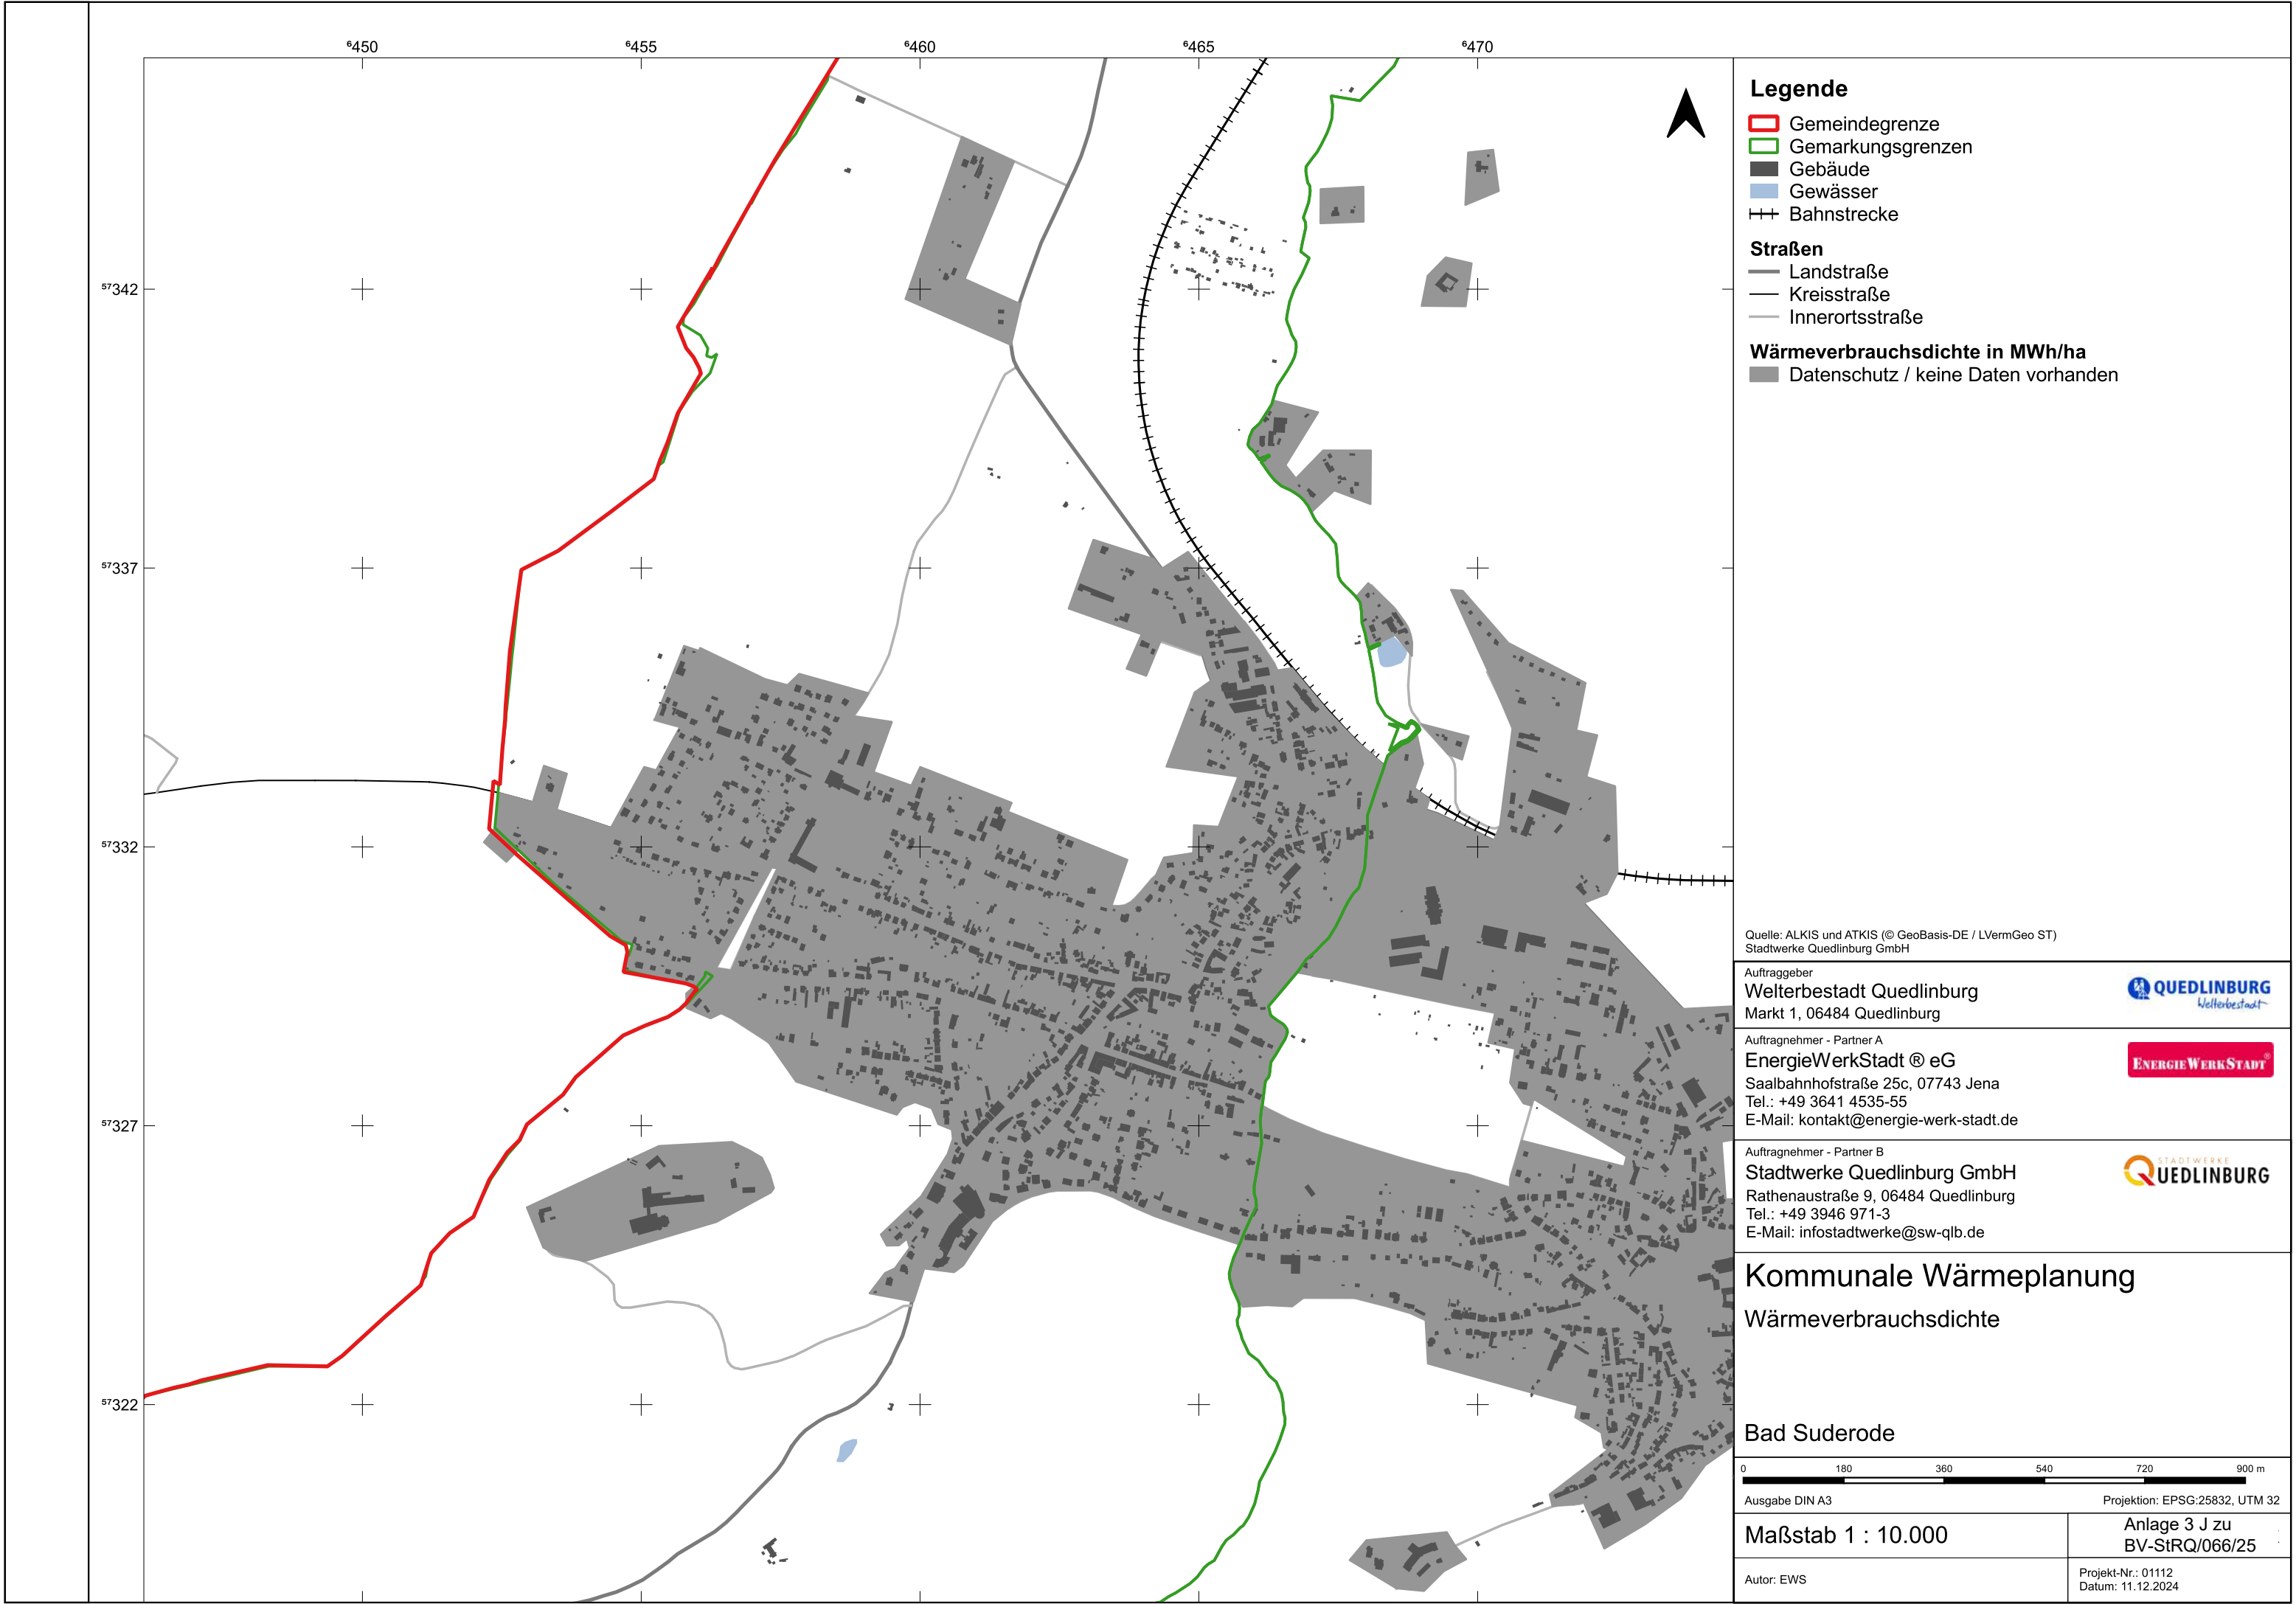 ⁶450
⁶455
⁶460
⁶465
⁶470
⁵⁷342
⁵⁷337
⁵⁷332
⁵⁷327
⁵⁷322
Legende
Gemeindegrenze
Gemarkungsgrenzen
Gebäude
Gewässer
Bahnstrecke
Straßen
Landstraße
Kreisstraße
Innerortsstraße
Wärmeverbrauchsdichte in MWh/ha
Datenschutz / keine Daten vorhanden
Quelle: ALKIS und ATKIS (© GeoBasis-DE / LVermGeo ST)
Stadtwerke Quedlinburg GmbH
Auftraggeber
Welterbestadt Quedlinburg
Markt 1, 06484 Quedlinburg
QUEDLINBURG
Welterbestadt
Auftragnehmer - Partner A
EnergieWerkStadt ® eG
Saalbahnhofstraße 25c, 07743 Jena
Tel.: +49 3641 4535-55
E-Mail: kontakt@energie-werk-stadt.de
ENERGIEWERKSTADT®
Auftragnehmer - Partner B
Stadtwerke Quedlinburg GmbH
Rathenaustraße 9, 06484 Quedlinburg
Tel.: +49 3946 971-3
E-Mail: infostadtwerke@sw-qlb.de
STADTWERKE
QUEDLINBURG
Kommunale Wärmeplanung
Wärmeverbrauchsdichte
Bad Suderode
0 180 360 540 720 900 m
Ausgabe DIN A3
Projektion: EPSG:25832, UTM 32
Maßstab 1 : 10.000
Anlage 3 J zu
BV-StRQ/066/25
Autor: EWS
Projekt-Nr.: 01112
Datum: 11.12.2024